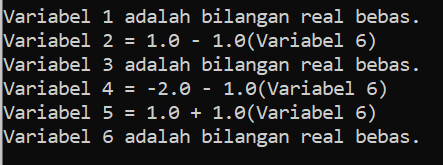 Variabel 1 adalah bilangan real bebas.
Variabel 2 = 1.0 - 1.0(Variabel 6)
Variabel 3 adalah bilangan real bebas.
Variabel 4 = -2.0 - 1.0(Variabel 6)
Variabel 5 = 1.0 + 1.0(Variabel 6)
Variabel 6 adalah bilangan real bebas.